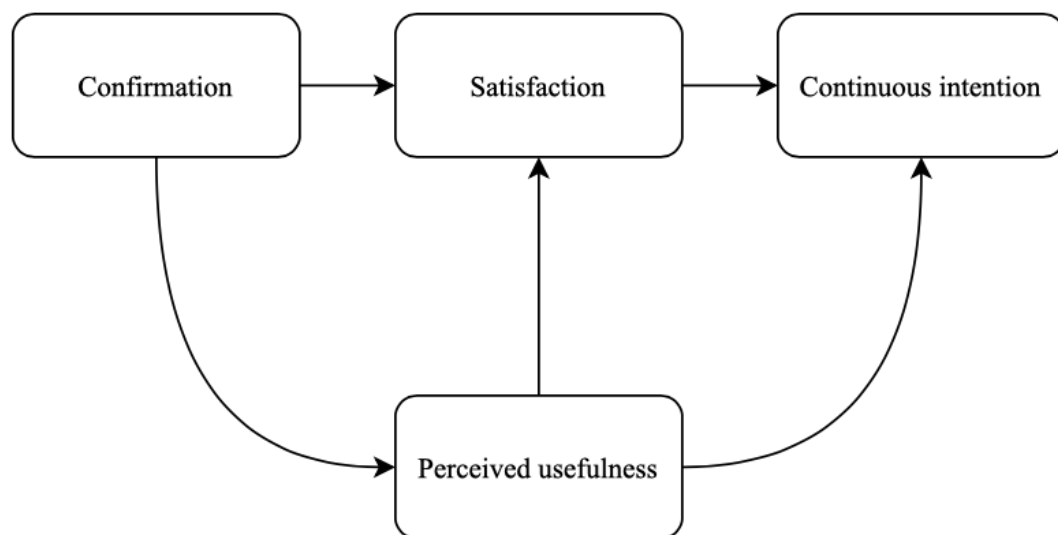 Confirmation
Satisfaction
Continuous intention
Perceived usefulness